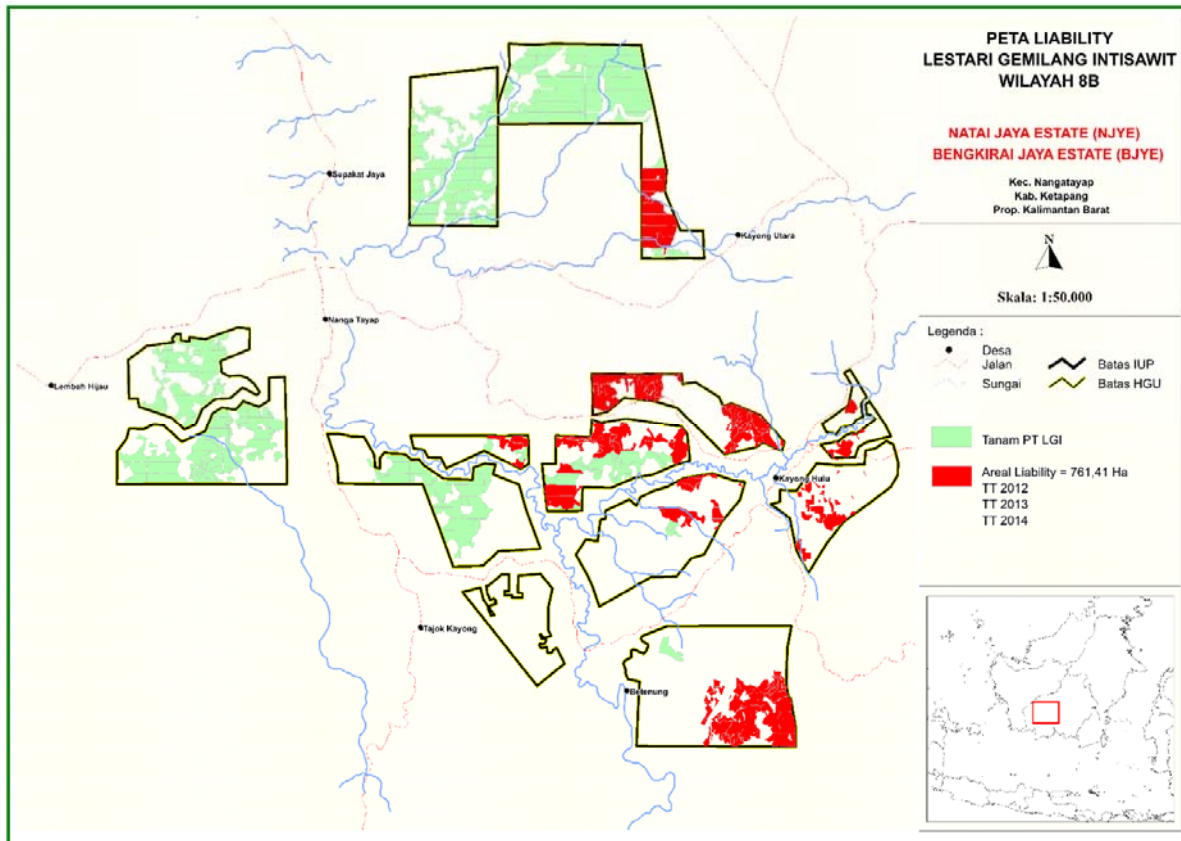 PETA LIABILITY
LESTARI GEMILANG INTISAWIT
WILAYAH 8B
NATAI JAYA ESTATE (NJYE)
BENGKIRAI JAYA ESTATE (BJYE)
Kec. Nangatayap
Kab. Ketapang
Prop. Kalimantan Barat
N
Skala: 1:50.000
Legenda :
Desa
Jalan
Sungai
Batas IUP
Batas HGU
Tanam PT LGI
Areal Liability = 761,41 Ha
TT 2012
TT 2013
TT 2014
Sepakat Jaya
Kayong Utara
Nanga Tayap
Lembah Hijau
Kayong Hulu
Tajok Kayong
Betenung